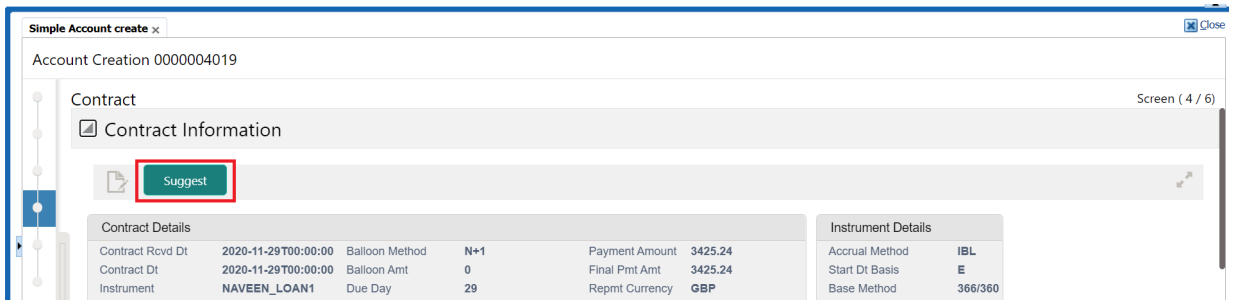 Simple Account create x
Close
Account Creation 0000004019
Contract
Screen ( 4 / 6)
Contract Information
Suggest
Contract Details
Instrument Details
Contract Rcvd Dt 2020-11-29T00:00:00 Balloon Method N+1 Payment Amount 3425.24 Accrual Method IBL
Contract Dt 2020-11-29T00:00:00 Balloon Amt 0 Final Pmt Amt 3425.24 Start Dt Basis E
Instrument NAVEEN_LOAN1 Due Day 29 Repmt Currency GBP Base Method 366/360